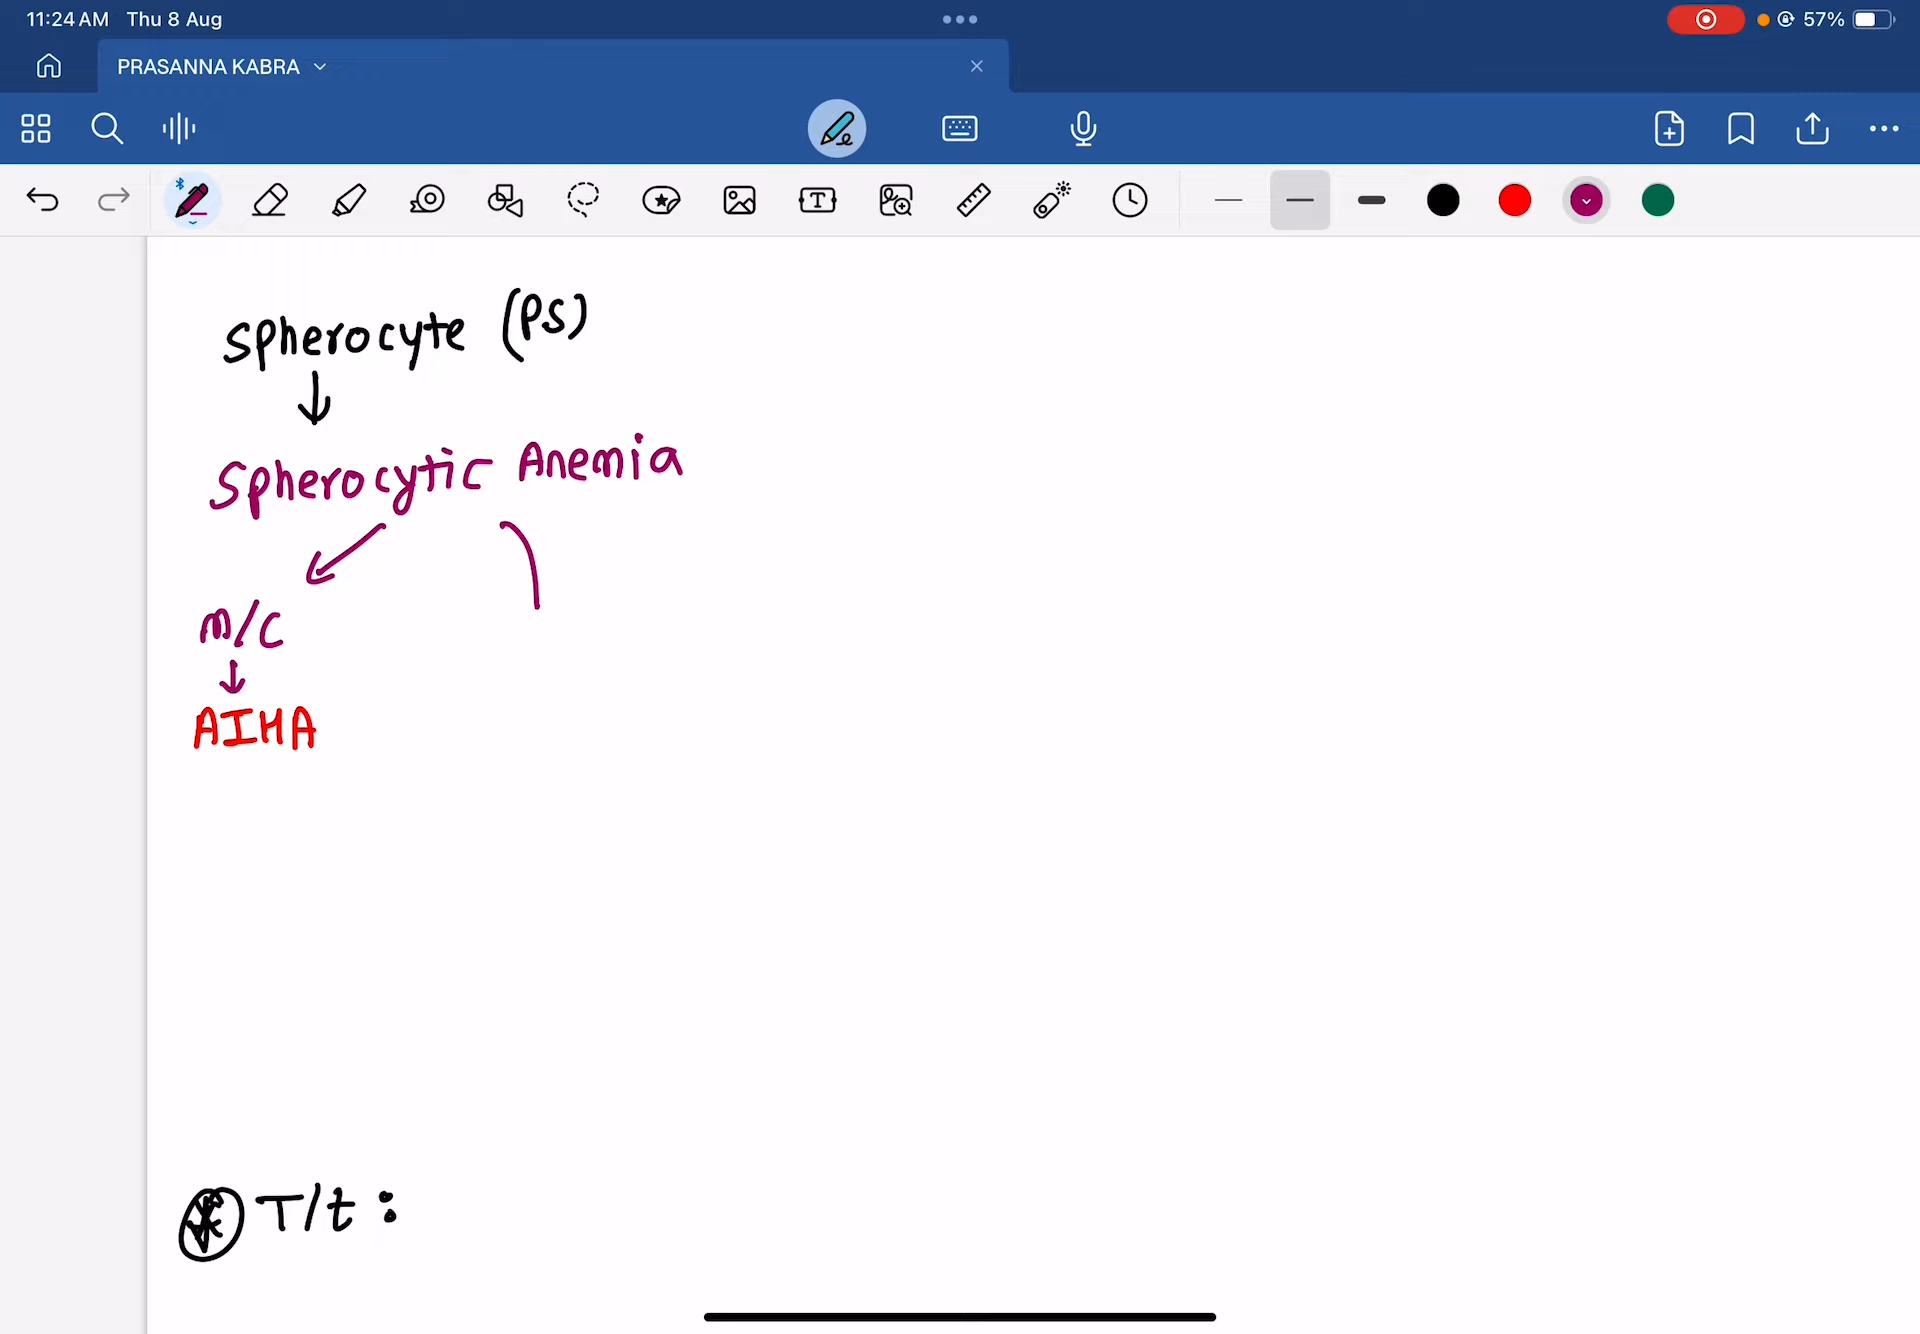 11:24 AM Thu 8 Aug
57%
PRASANNA KABRA
Spherocyte (PS)
↓
Spherocytic Anemia
M/C
↓
AIHA
T/t :